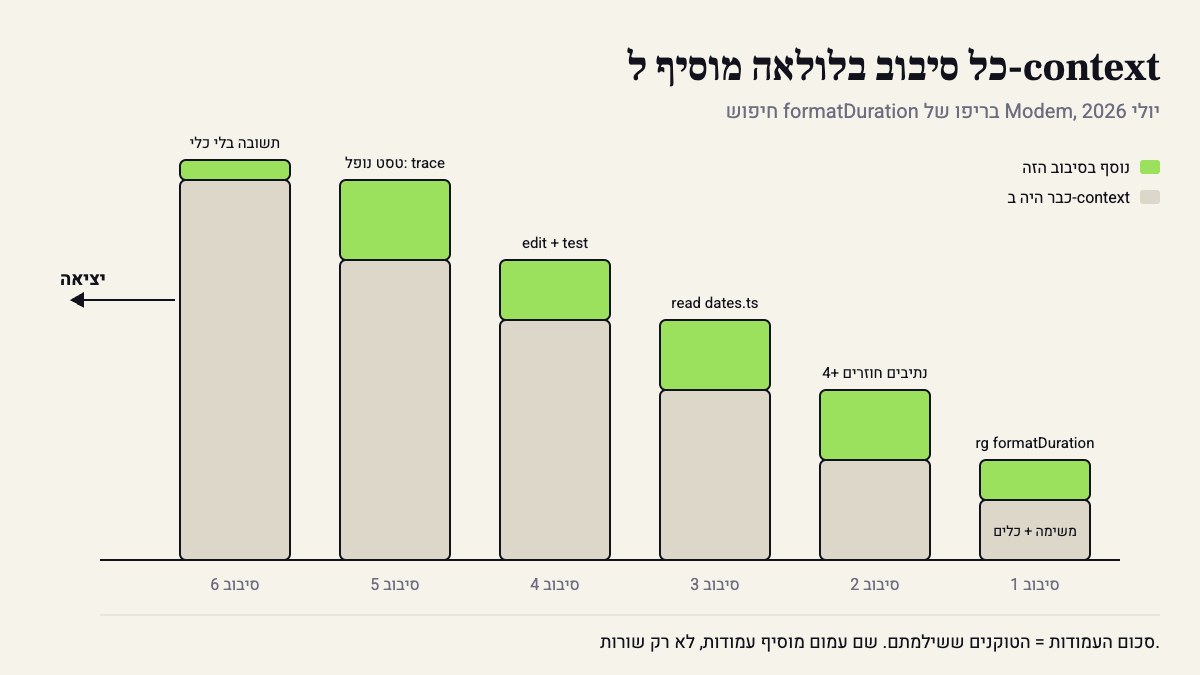 כל סיבוב בלולאה מוסיף ל-context
חיפוש formatDuration בריפו של Modem, יולי 2026
נוסף בסיבוב הזה
כבר היה ב-context
rg formatDuration
משימה + כלים
נתיבים חוזרים +4
read dates.ts
edit + test
טסט נופל: trace
תשובה בלי כלי
יציאה
סיבוב 1
סיבוב 2
סיבוב 3
סיבוב 4
סיבוב 5
סיבוב 6
סכום העמודות = הטוקנים ששילמתם. שם עמום מוסיף עמודות, לא רק שורות.